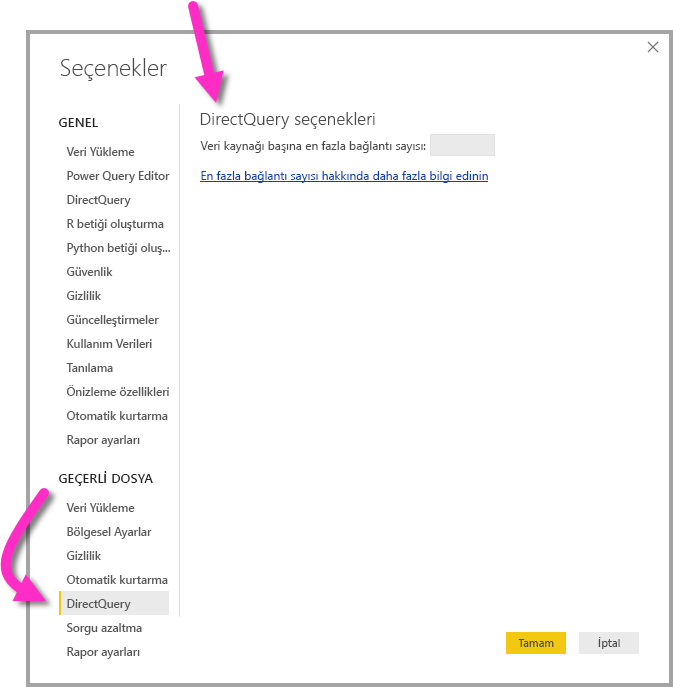 Seçenekler
GENEL
Veri Yükleme
Power Query Editor
DirectQuery
R betiği oluşturma
Python betiği oluş...
Güvenlik
Gizlilik
Güncelleştirmeler
Kullanım Verileri
Tanılama
Önizleme özellikleri
Otomatik kurtarma
Rapor ayarları
GEÇERLİ DOSYA
Veri Yükleme
Bölgesel Ayarlar
Gizlilik
Otomatik kurtarma
DirectQuery
Sorgu azaltma
Rapor ayarları
DirectQuery seçenekleri
Veri kaynağı başına en fazla bağlantı sayısı:
En fazla bağlantı sayısı hakkında daha fazla bilgi edinin
Tamam
İptal